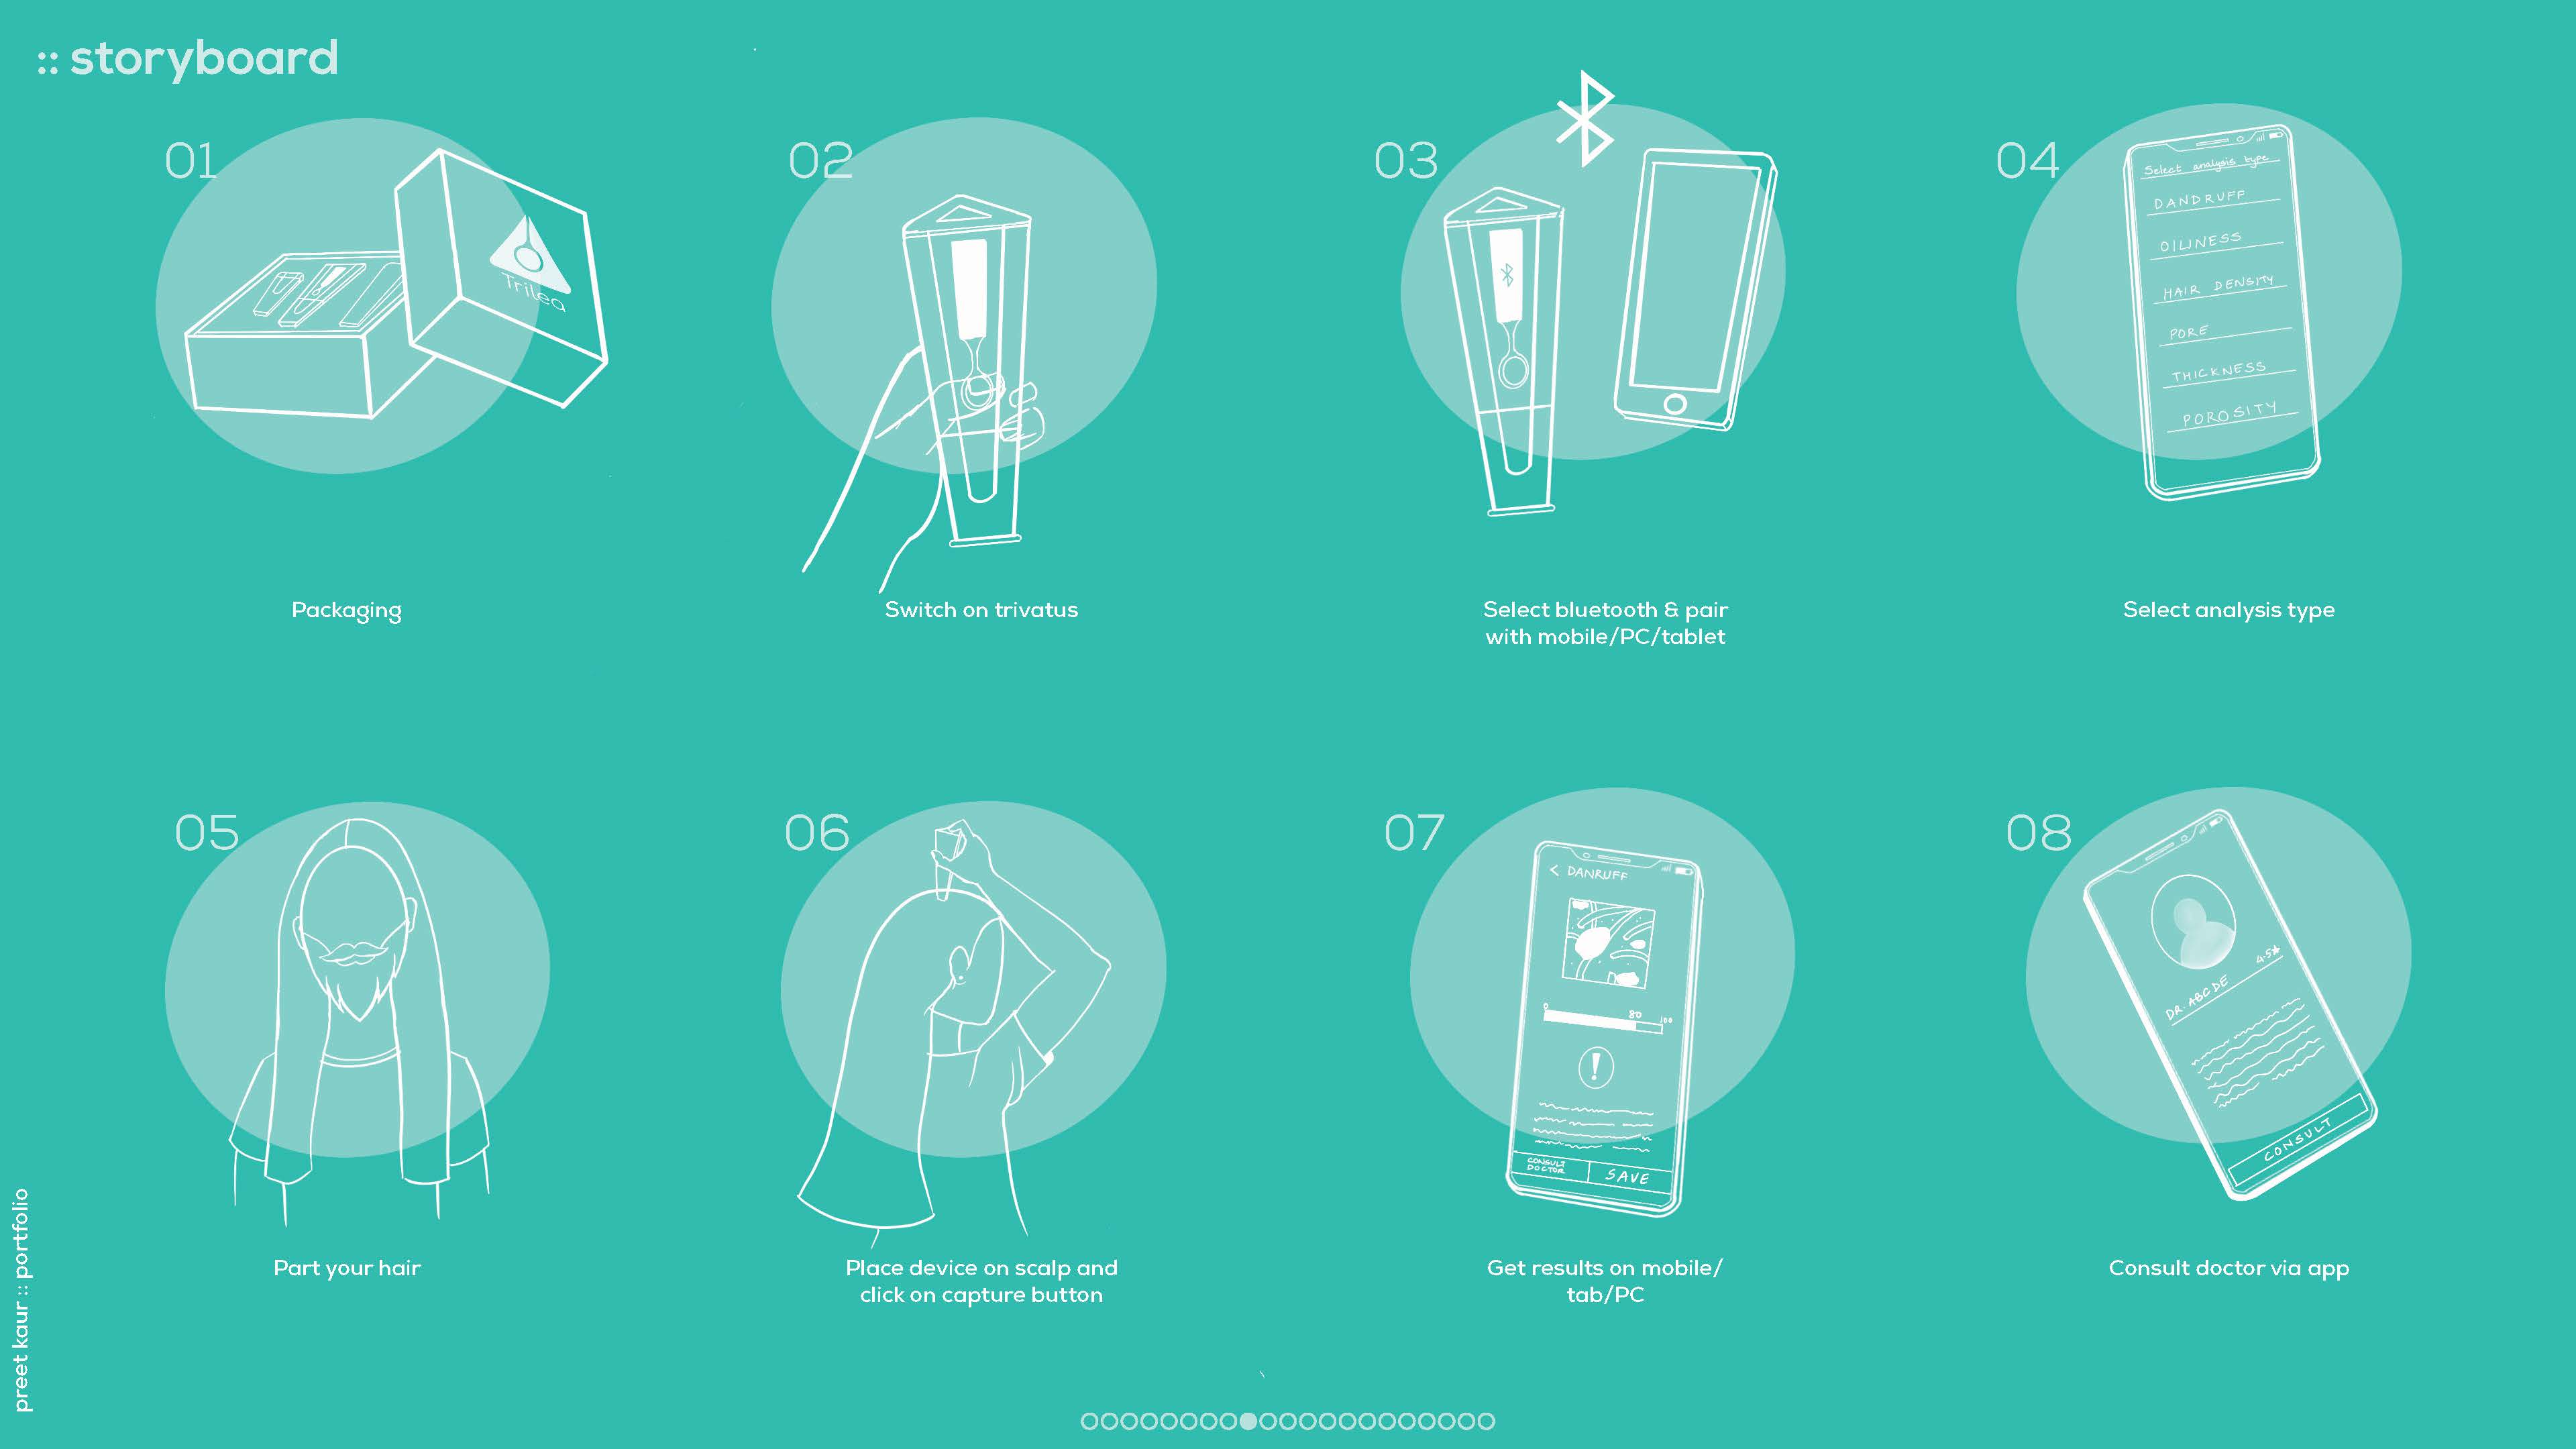 :: storyboard
01
Trilea
Packaging
02
Switch on trivatus
03
Select bluetooth & pair
with mobile/PC/tablet
04
Select analysis type
DANDRUFF
OILINESS
HAIR DENSITY
PORE
THICKNESS
POROSITY
Select analysis type
05
Part your hair
06
Place device on scalp and
click on capture button
07
< DANRUFF
0 80 100
!
CONSULT
DOCTOR
SAVE
Get results on mobile/
tab/PC
08
DR. ABCDE 4.5★
CONSULT
Consult doctor via app
preet kaur :: portfolio